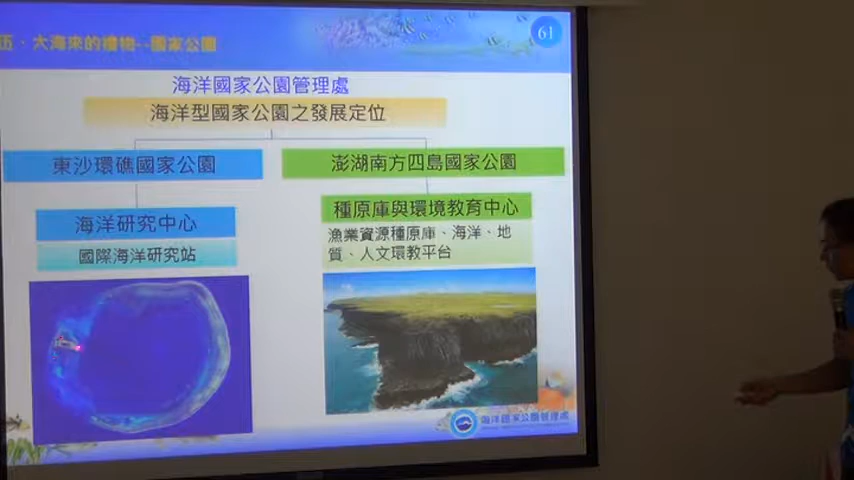 伍、大海來的禮物--國家公園
61
海洋國家公園管理處
海洋型國家公園之發展定位
東沙環礁國家公園
澎湖南方四島國家公園
海洋研究中心
國際海洋研究站
種原庫與環境教育中心
漁業資源種原庫、海洋、地
質、人文環教平台
海洋國家公園管理處